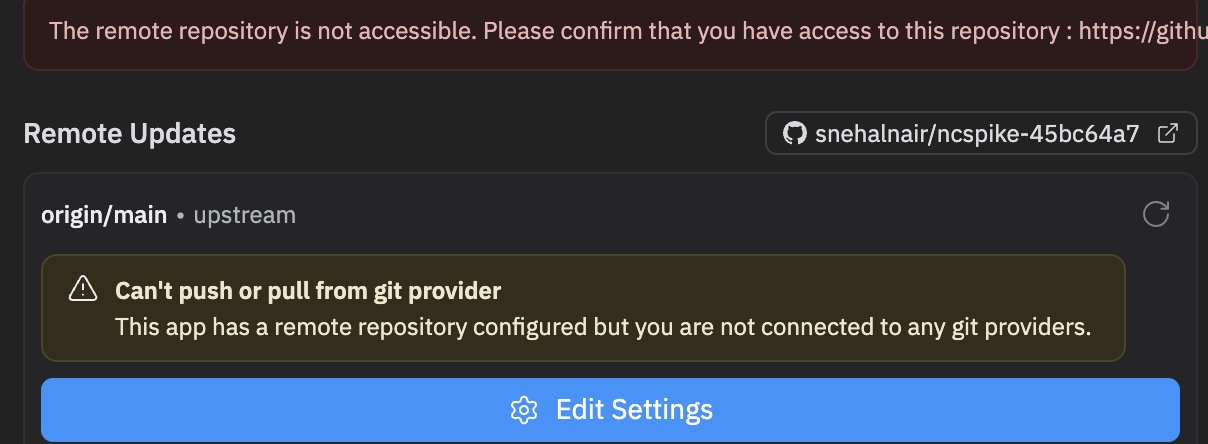 The remote repository is not accessible. Please confirm that you have access to this repository : https://githu
Remote Updates
snehalnair/ncspike-45bc64a7
origin/main • upstream
Can't push or pull from git provider
This app has a remote repository configured but you are not connected to any git providers.
Edit Settings